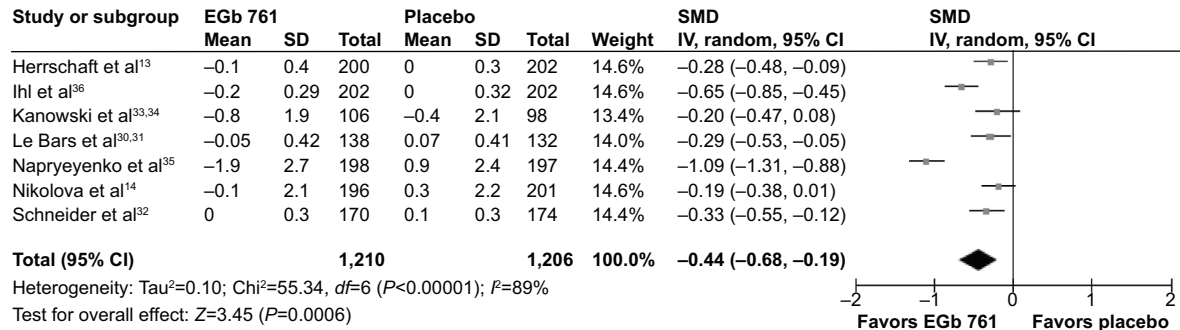 Study or subgroup EGb 761 Placebo SMD SMD
Mean SD Total Mean SD Total Weight IV, random, 95% CI IV, random, 95% CI
Herrschaft et al¹³ –0.1 0.4 200 0 0.3 202 14.6% –0.28 (–0.48, –0.09)
Ihl et al³⁶ –0.2 0.29 202 0 0.32 202 14.6% –0.65 (–0.85, –0.45)
Kanowski et al³³,³⁴ –0.8 1.9 106 –0.4 2.1 98 13.4% –0.20 (–0.47, 0.08)
Le Bars et al³⁰,³¹ –0.05 0.42 138 0.07 0.41 132 14.0% –0.29 (–0.53, –0.05)
Napryeyenko et al³⁵ –1.9 2.7 198 0.9 2.4 197 14.4% –1.09 (–1.31, –0.88)
Nikolova et al¹⁴ –0.1 2.1 196 0.3 2.2 201 14.6% –0.19 (–0.38, 0.01)
Schneider et al³² 0 0.3 170 0.1 0.3 174 14.4% –0.33 (–0.55, –0.12)
Total (95% CI) 1,210 1,206 100.0% –0.44 (–0.68, –0.19)
Heterogeneity: Tau²=0.10; Chi²=55.34, df=6 (P<0.00001); I²=89%
Test for overall effect: Z=3.45 (P=0.0006)
–2 –1 0 1 2
Favors EGb 761 Favors placebo